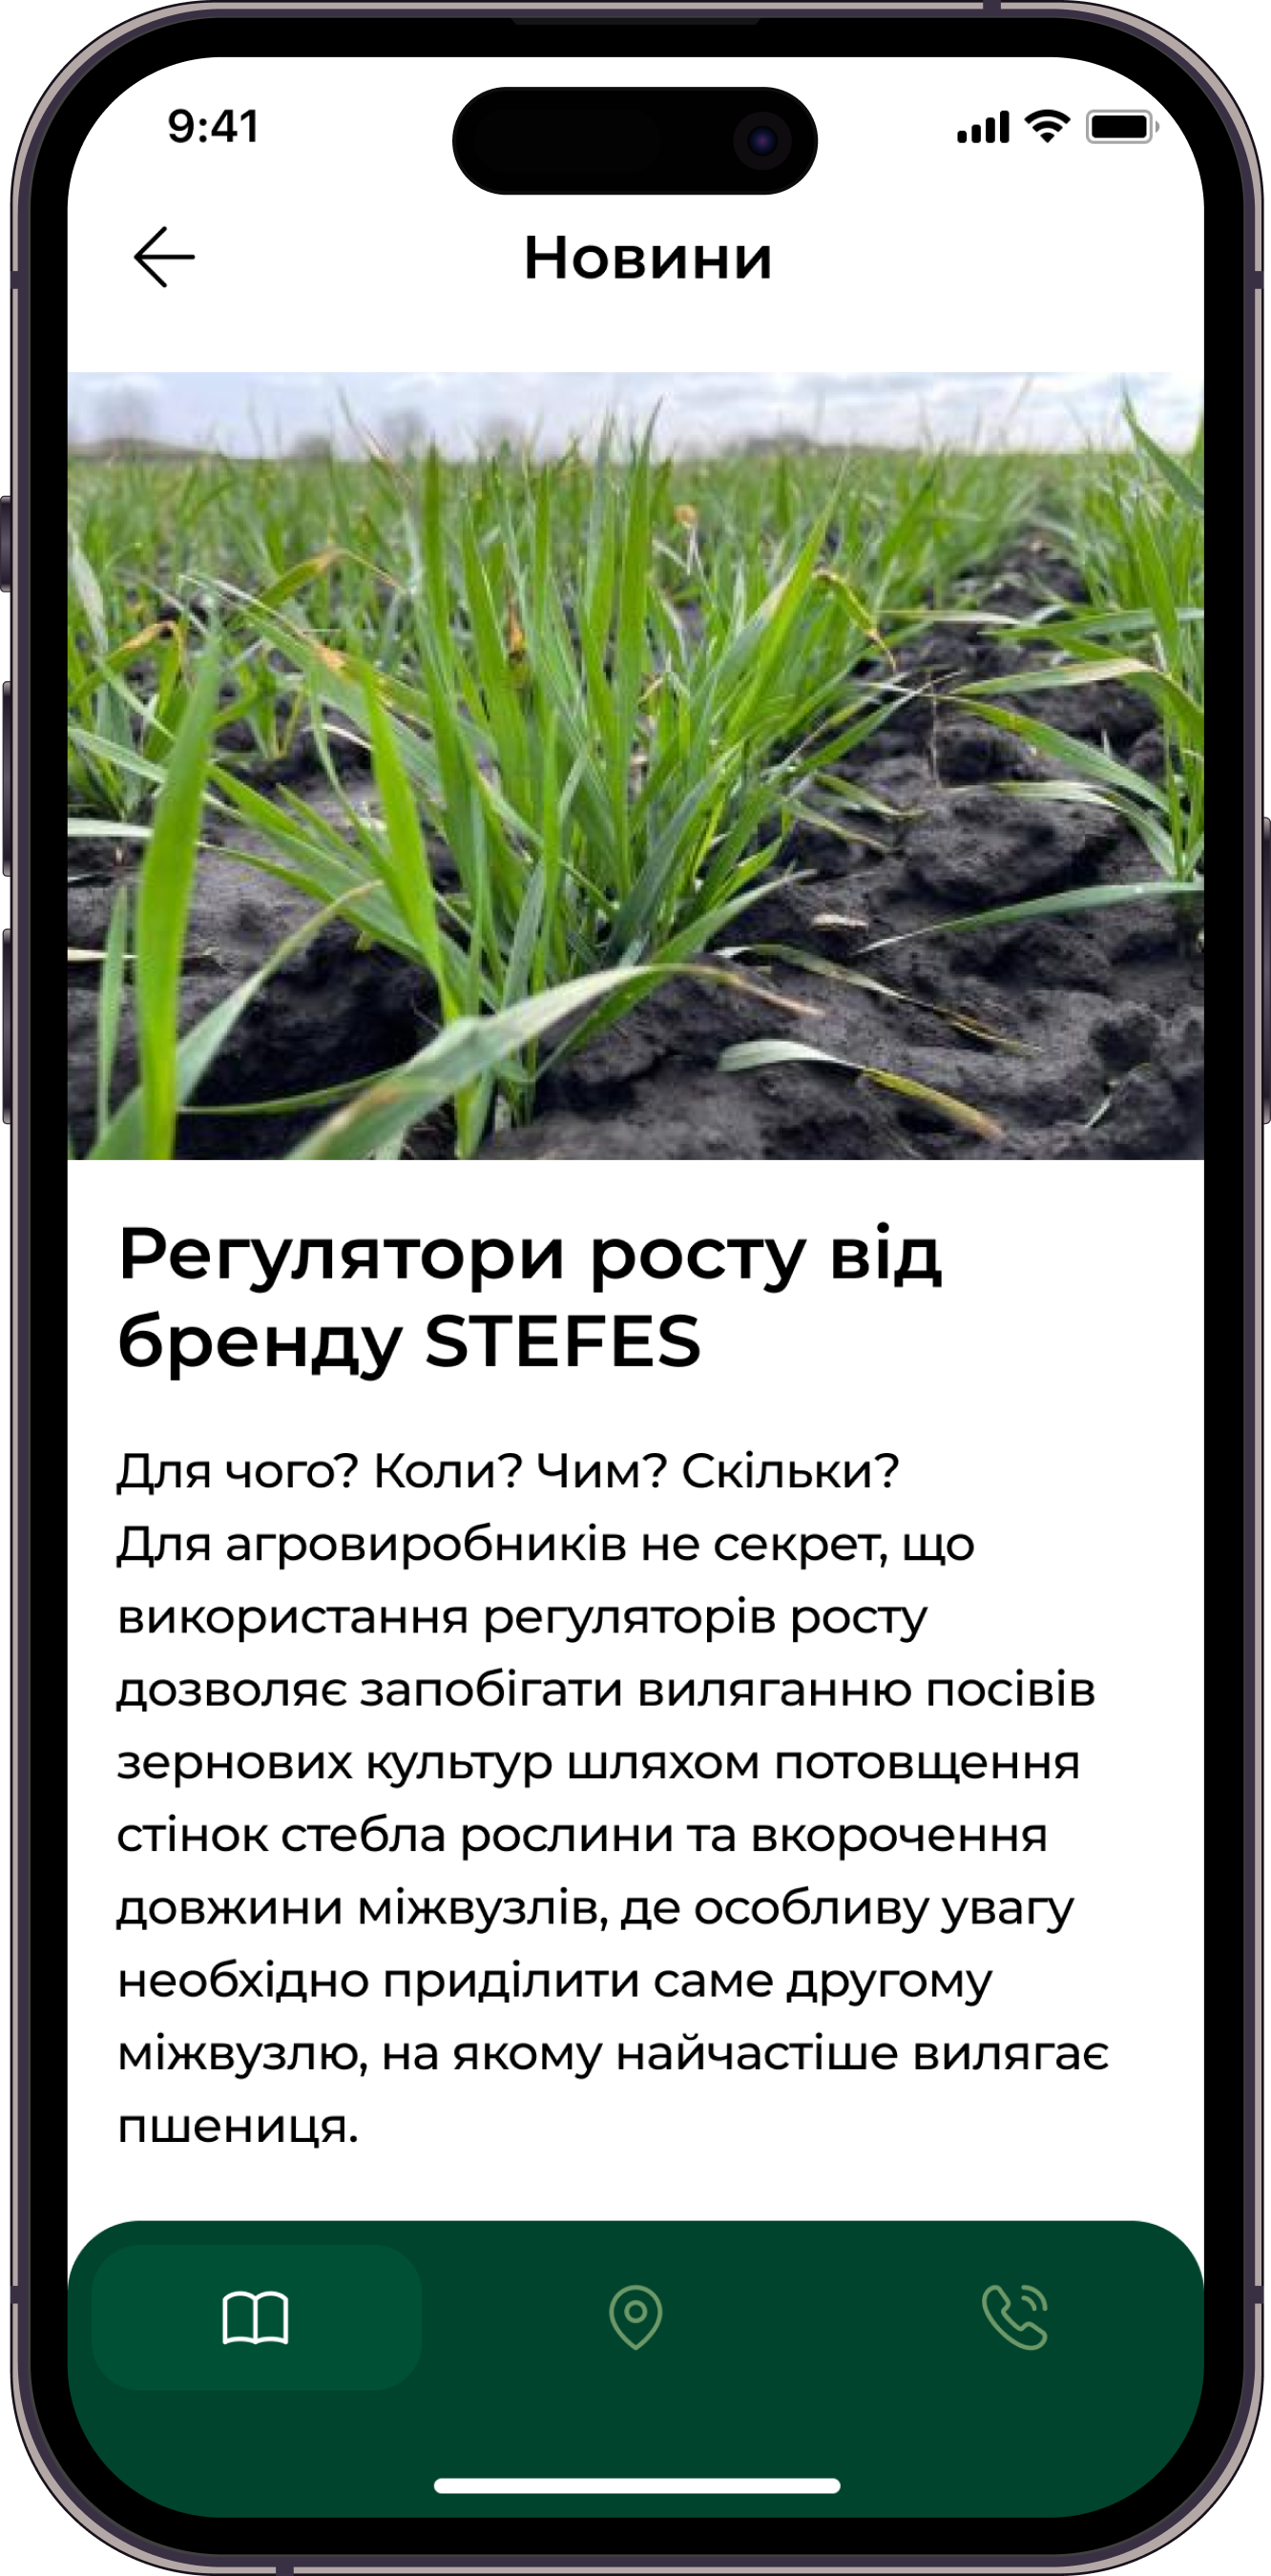 9:41
Новини
Регулятори росту від
бренду STEFES
Для чого? Коли? Чим? Скільки?
Для агровиробників не секрет, що
використання регуляторів росту
дозволяє запобігати виляганню посівів
зернових культур шляхом потовщення
стінок стебла рослини та вкорочення
довжини міжвузлів, де особливу увагу
необхідно приділити саме другому
міжвузлю, на якому найчастіше вилягає
пшениця.